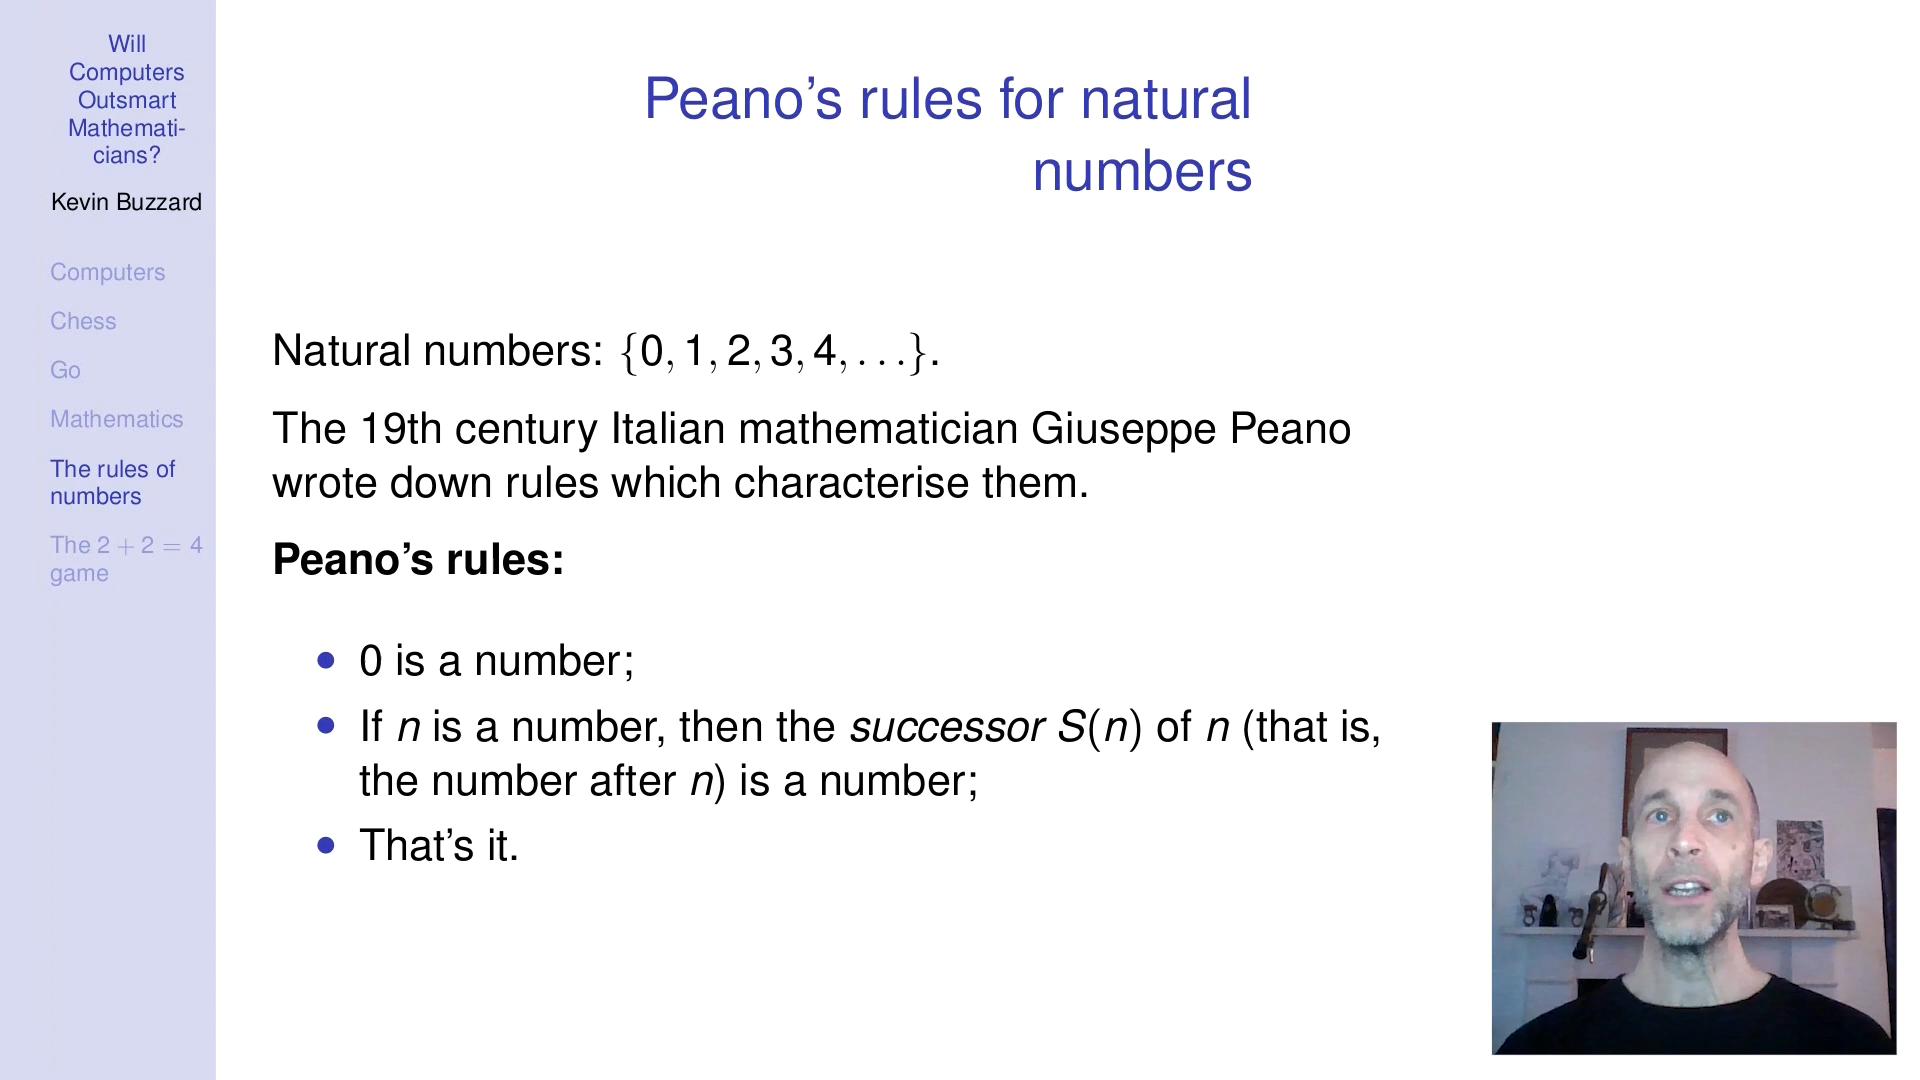 Will
Computers
Outsmart
Mathemati-
cians?
Kevin Buzzard
Computers
Chess
Go
Mathematics
The rules of
numbers
The 2 + 2 = 4
game
Peano's rules for natural
numbers
Natural numbers: {0, 1, 2, 3, 4, . . .}.
The 19th century Italian mathematician Giuseppe Peano
wrote down rules which characterise them.
Peano's rules:
• 0 is a number;
• If n is a number, then the successor S(n) of n (that is,
the number after n) is a number;
• That's it.